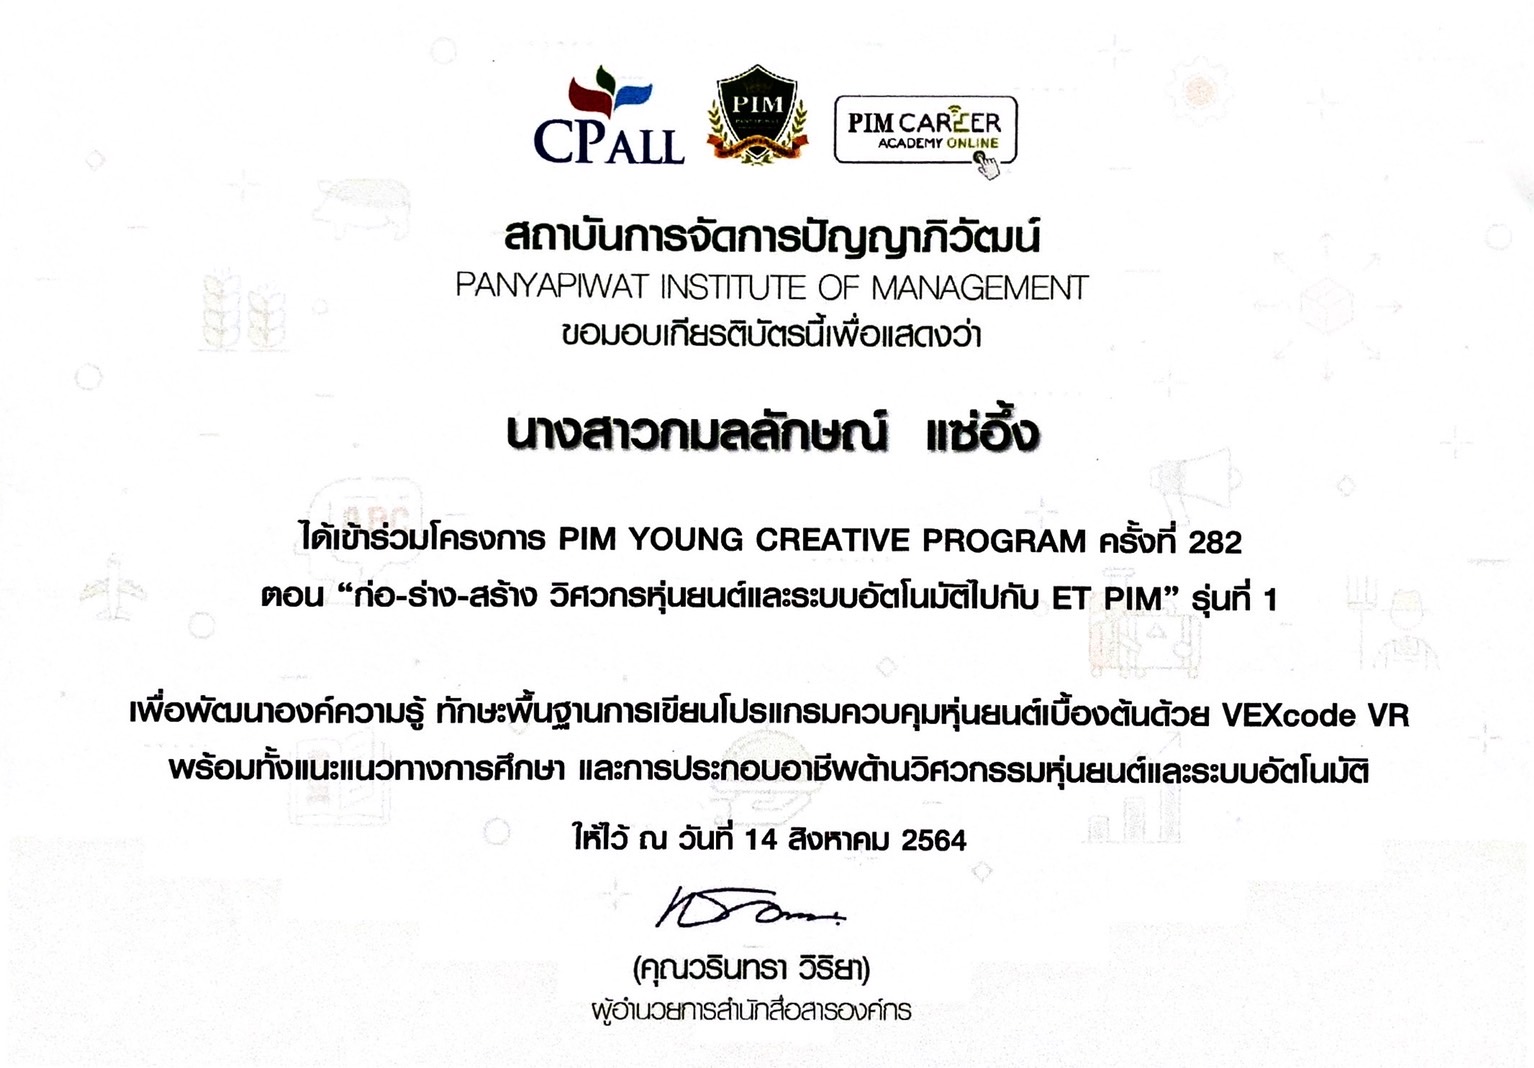 CPALL
PIM
PIM CAREER
ACADEMY ONLINE
สถาบันการจัดการปัญญาภิวัฒน์
PANYAPIWAT INSTITUTE OF MANAGEMENT
ขอมอบเกียรติบัตรนี้เพื่อแสดงว่า
นางสาวกมลลักษณ์ แซ่อึ้ง
ได้เข้าร่วมโครงการ PIM YOUNG CREATIVE PROGRAM ครั้งที่ 282
ตอน “ก่อ-ร่าง-สร้าง วิศวกรหุ่นยนต์และระบบอัตโนมัติไปกับ ET PIM” รุ่นที่ 1
เพื่อพัฒนาองค์ความรู้ ทักษะพื้นฐานการเขียนโปรแกรมควบคุมหุ่นยนต์เบื้องต้นด้วย VEXcode VR
พร้อมทั้งแนะแนวทางการศึกษา และการประกอบอาชีพด้านวิศวกรรมหุ่นยนต์และระบบอัตโนมัติ
ให้ไว้ ณ วันที่ 14 สิงหาคม 2564
(คุณวรินทรา วิริยา)
ผู้อำนวยการสำนักสื่อสารองค์กร